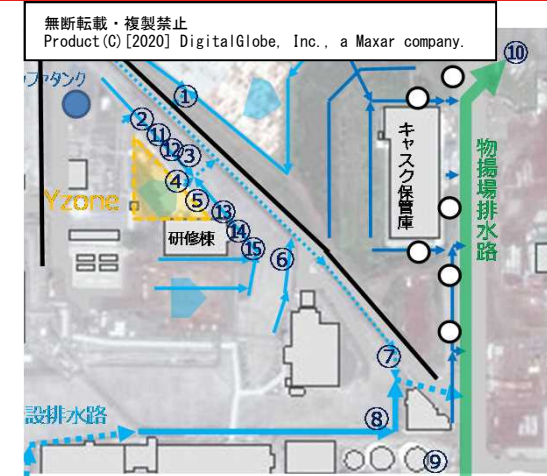 無断転載・複製禁止
Product(C)[2020] DigitalGlobe, Inc., a Maxar company.
⑩
ファタンク
①
②
⑪
⑫
③
④
⑤
Yzone
⑬
⑭
⑮
研修棟
⑥
キャスク保管庫
物揚場排水路
⑦
⑧
設排水路
⑨